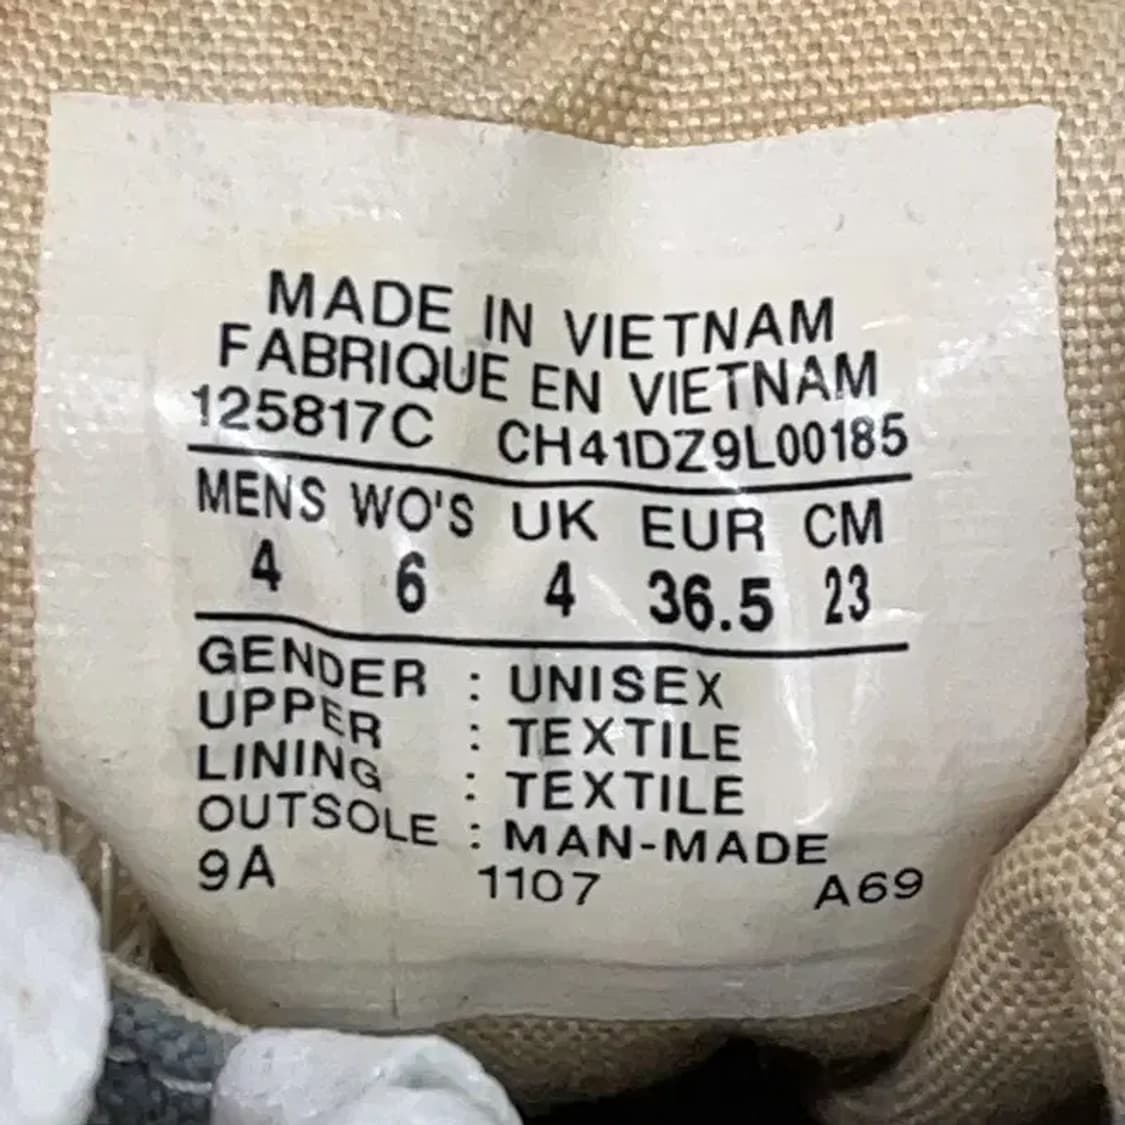 MADE IN VIETNAM
FABRIQUE EN VIETNAM
125817C CH41DZ9L00185
MENS WO'S UK EUR CM
4 6 4 36.5 23
GENDER : UNISEX
UPPER : TEXTILE
LINING : TEXTILE
OUTSOLE : MAN-MADE
9A 1107 A69